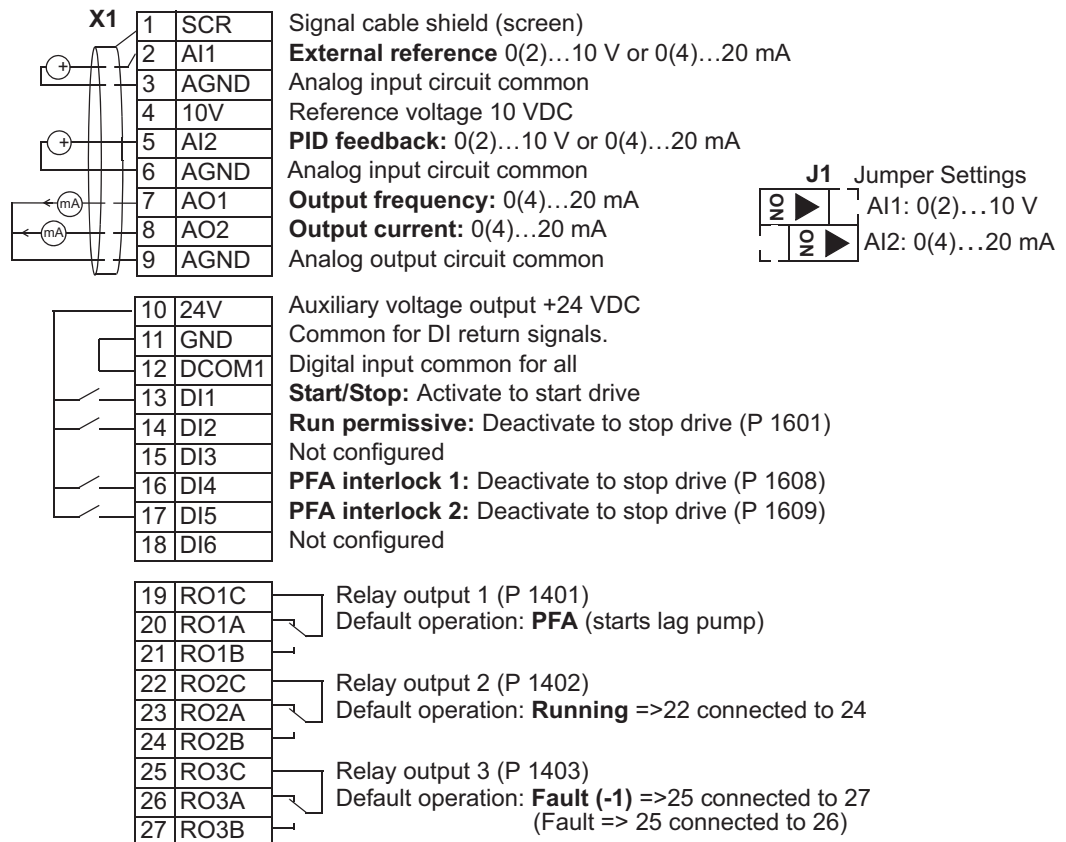 X1
1 SCR Signal cable shield (screen)
2 AI1 External reference 0(2)…10 V or 0(4)…20 mA
3 AGND Analog input circuit common
4 10V Reference voltage 10 VDC
5 AI2 PID feedback: 0(2)…10 V or 0(4)…20 mA
6 AGND Analog input circuit common
7 AO1 Output frequency: 0(4)…20 mA
8 AO2 Output current: 0(4)…20 mA
9 AGND Analog output circuit common
+
+
mA
mA
J1 Jumper Settings
ON AI1: 0(2)…10 V
ON AI2: 0(4)…20 mA
10 24V Auxiliary voltage output +24 VDC
11 GND Common for DI return signals.
12 DCOM1 Digital input common for all
13 DI1 Start/Stop: Activate to start drive
14 DI2 Run permissive: Deactivate to stop drive (P 1601)
15 DI3 Not configured
16 DI4 PFA interlock 1: Deactivate to stop drive (P 1608)
17 DI5 PFA interlock 2: Deactivate to stop drive (P 1609)
18 DI6 Not configured
19 RO1C Relay output 1 (P 1401)
20 RO1A Default operation: PFA (starts lag pump)
21 RO1B
22 RO2C Relay output 2 (P 1402)
23 RO2A Default operation: Running =>22 connected to 24
24 RO2B
25 RO3C Relay output 3 (P 1403)
26 RO3A Default operation: Fault (-1) =>25 connected to 27
27 RO3B (Fault => 25 connected to 26)